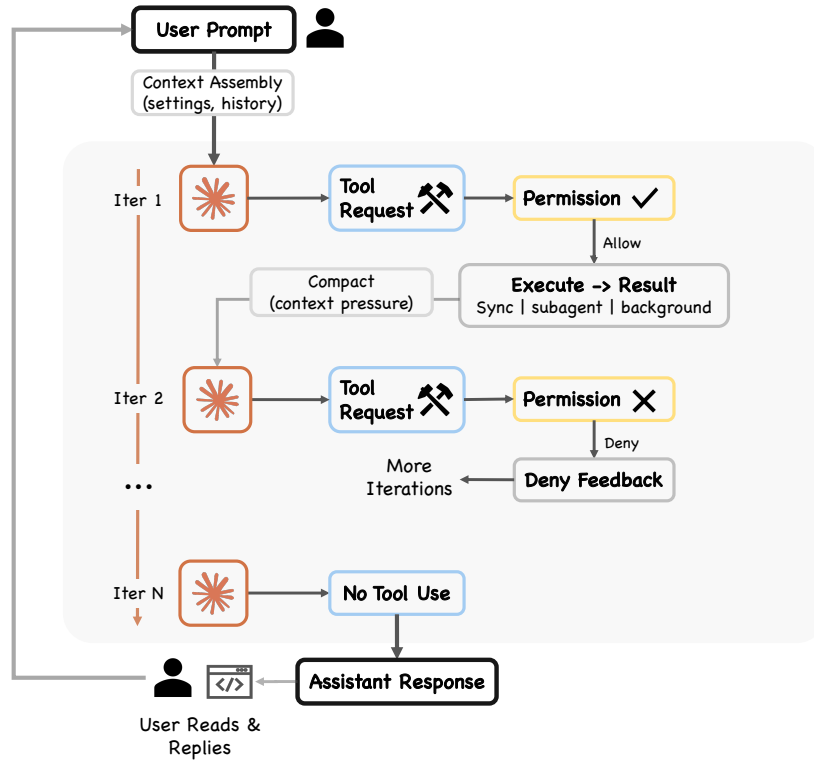 User Prompt
Context Assembly
(settings, history)
Iter 1
Tool
Request
Permission
Allow
Execute -> Result
Sync | subagent | background
Compact
(context pressure)
Iter 2
Tool
Request
Permission
Deny
Deny Feedback
More
Iterations
...
Iter N
No Tool Use
Assistant Response
</>
User Reads &
Replies